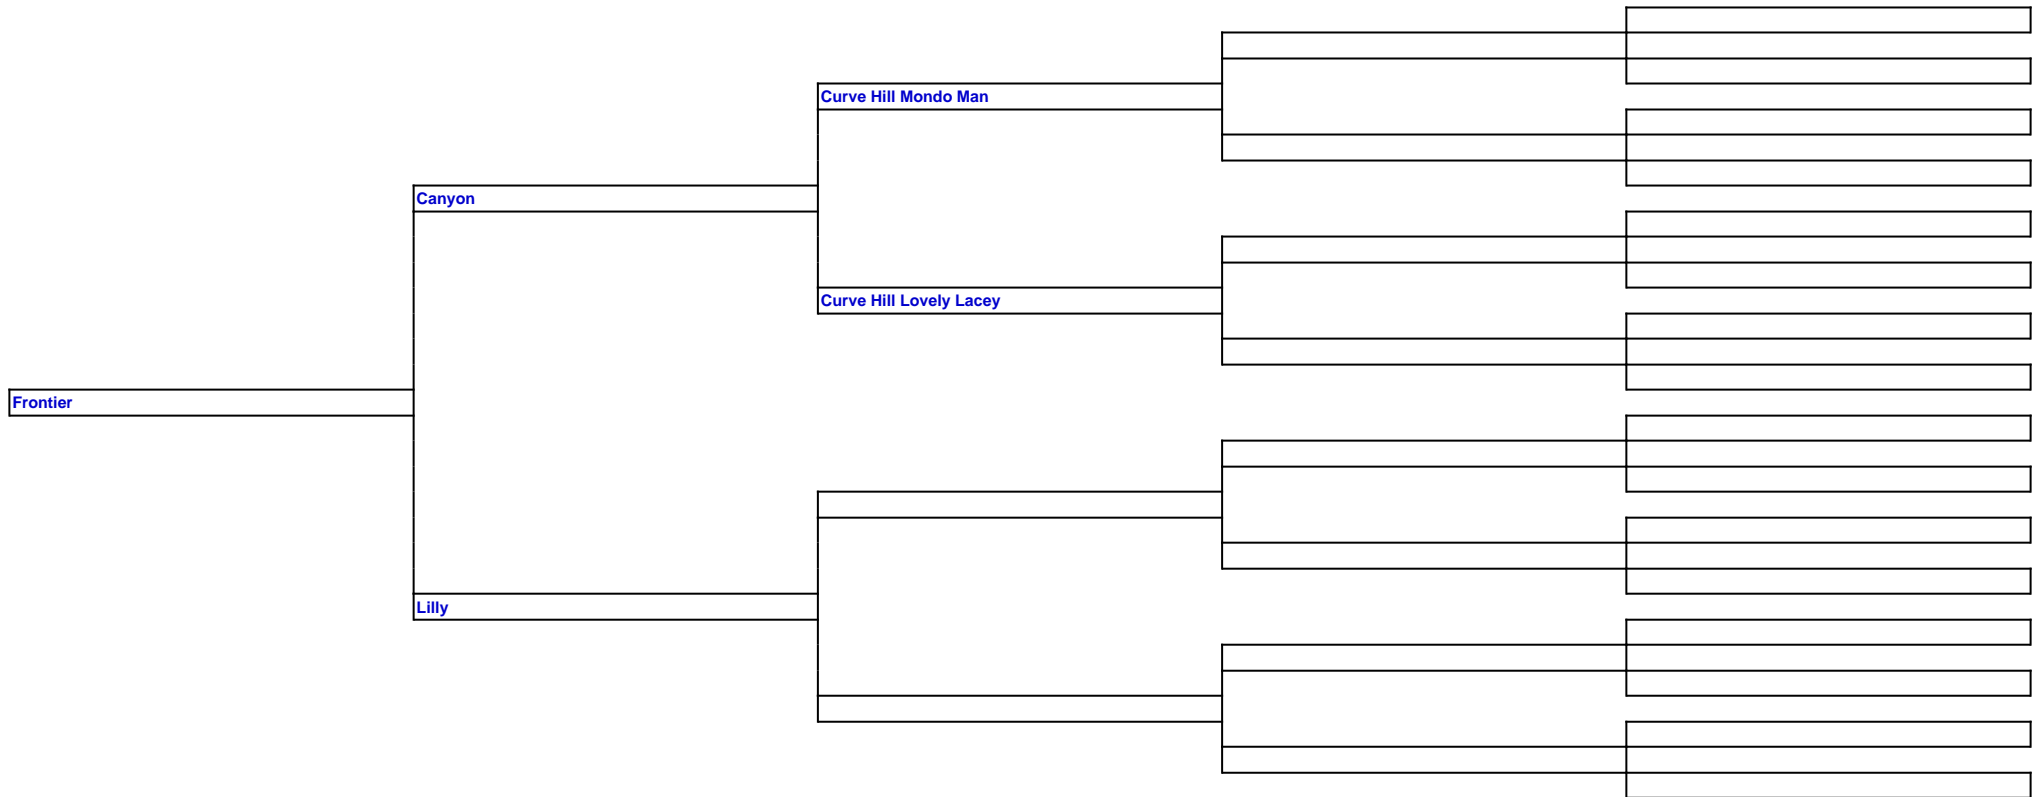 Curve Hill Mondo Man
Canyon
Curve Hill Lovely Lacey
Frontier
Lilly